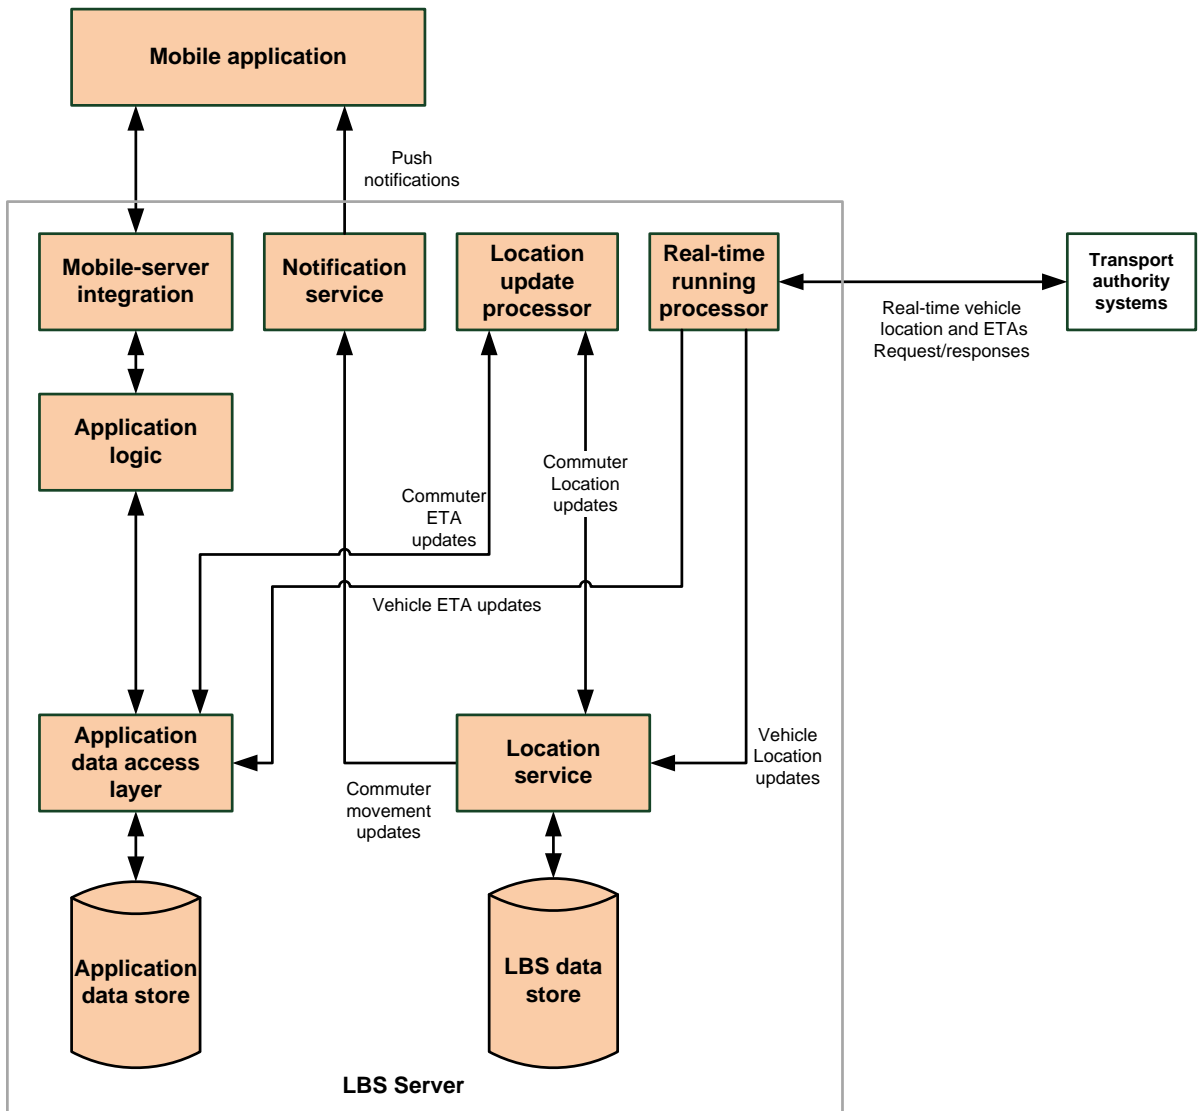 Mobile application
Push
notifications
Mobile-server
integration
Notification
service
Location
update
processor
Real-time
running
processor
Transport
authority
systems
Real-time vehicle
location and ETAs
Request/responses
Application
logic
Commuter
ETA
updates
Commuter
Location
updates
Vehicle ETA updates
Application
data access
layer
Location
service
Vehicle
Location
updates
Commuter
movement
updates
Application
data store
LBS data
store
LBS Server